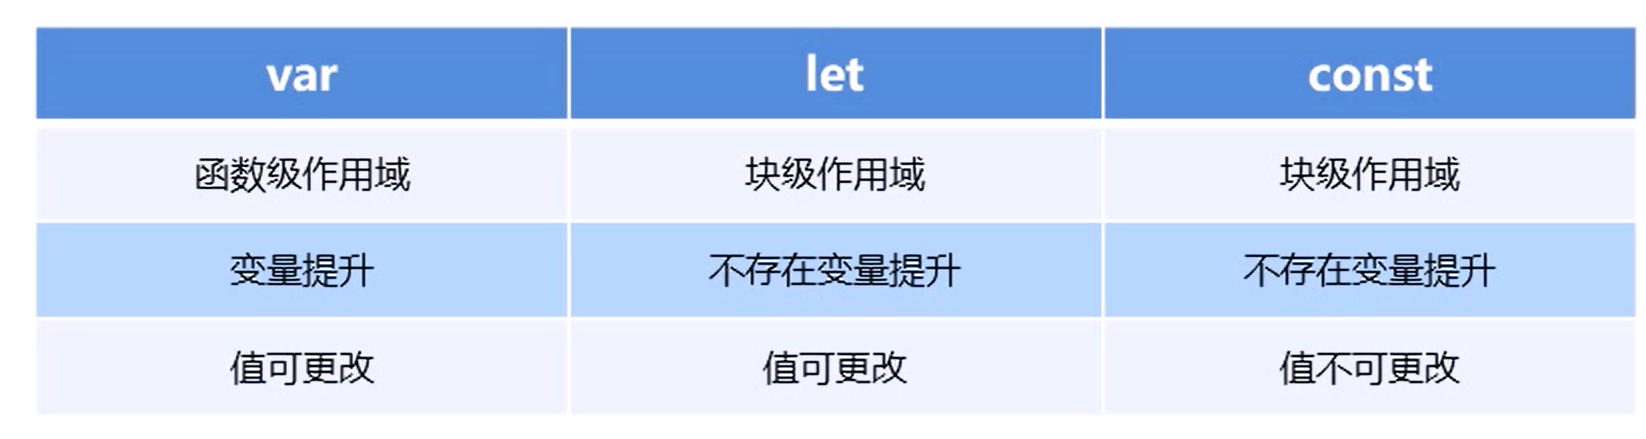 var let const
函数级作用域 块级作用域 块级作用域
变量提升 不存在变量提升 不存在变量提升
值可更改 值可更改 值不可更改